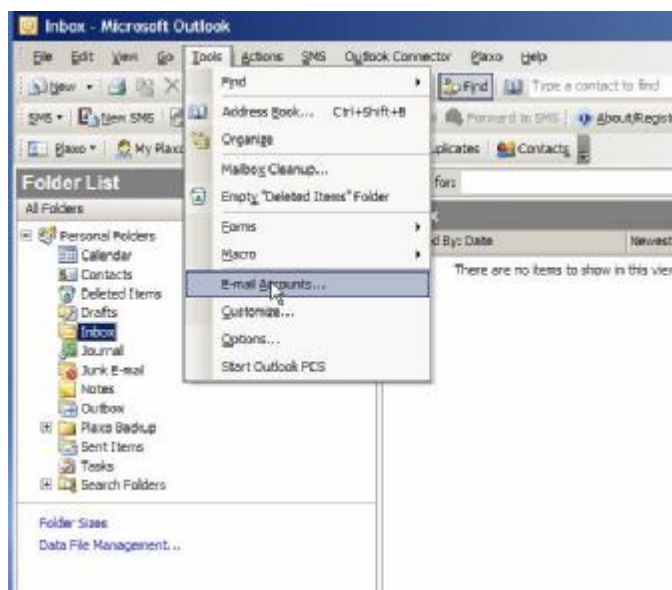 Inbox - Microsoft Outlook
File Edit View Go Tools Actions SMS Outlook Connector Plaxo Help
New Find Type a contact to find
SMS New SMS Forward to SMS About/Regist
Plaxo My Plaxo uplicates Contacts
Find
Address Book... Ctrl+Shift+B
Organize
Mailbox Cleanup...
Empty "Deleted Items" Folder
Forms
Macro
E-mail Accounts...
Customize...
Options...
Start Outlook PCS
Folder List
All Folders
Personal Folders
Calendar
Contacts
Deleted Items
Drafts
Inbox
Journal
Junk E-mail
Notes
Outbox
Plaxo Backup
Sent Items
Tasks
Search Folders
Folder Sizes
Data File Management...
for:
d By: Date Newest
There are no items to show in this view